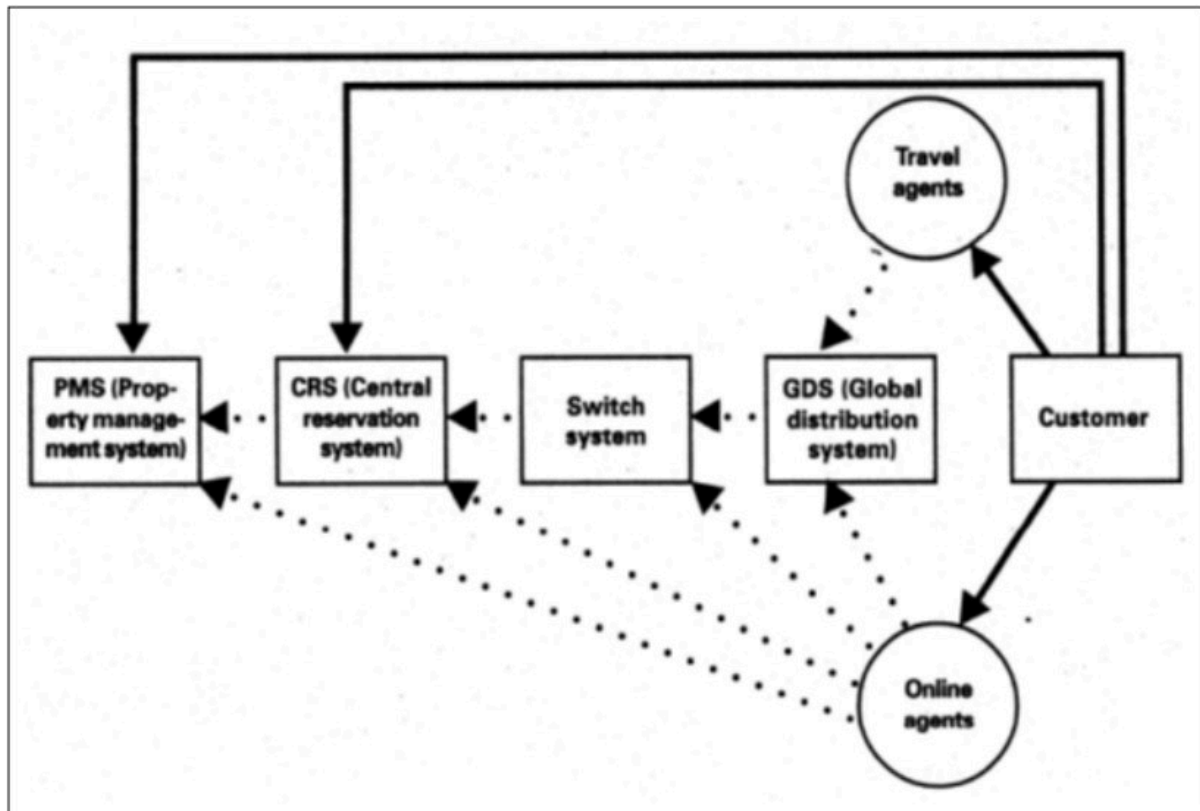 Travel
agents
PMS (Prop-
erty manage-
ment system)
CRS (Central
reservation
system)
Switch
system
GDS (Global
distribution
system)
Customer
Online
agents